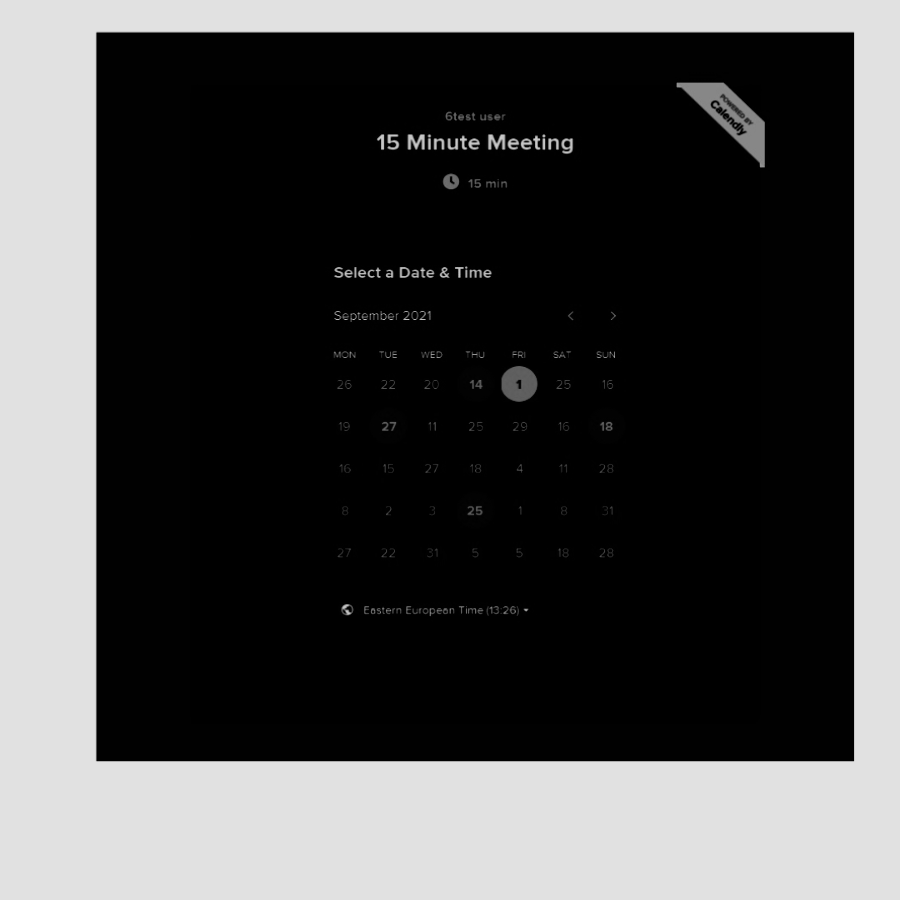 POWERED BY
Calendly
6test user
15 Minute Meeting
15 min
Select a Date & Time
September 2021
MON TUE WED THU FRI SAT SUN
26 22 20 14 1 25 16
19 27 11 25 29 16 18
16 15 27 18 4 11 28
8 2 3 25 1 8 31
27 22 31 5 5 18 28
Eastern European Time (13:26)